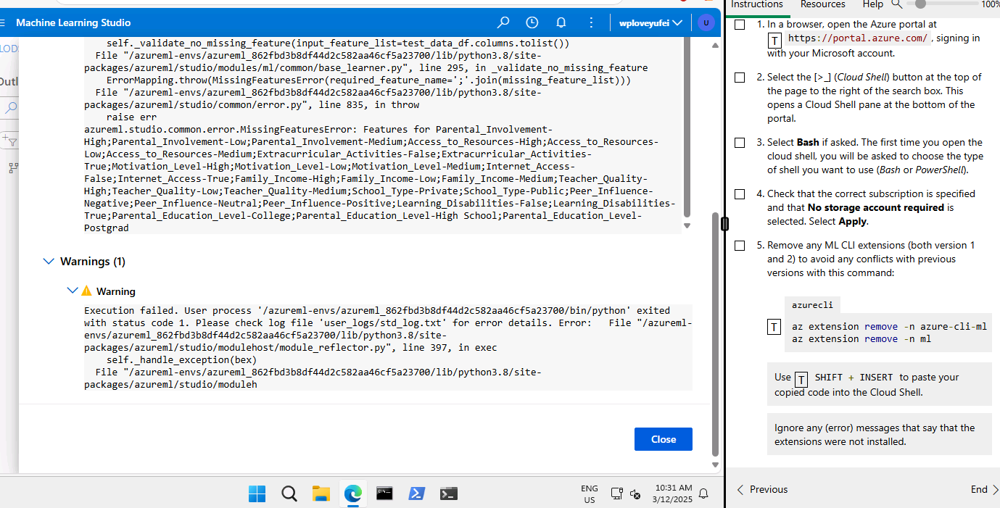 Machine Learning Studio
wploveyufei
U
LOD
Outl
self._validate_no_missing_feature(input_feature_list=test_data_df.columns.tolist())
File "/azureml-envs/azureml_862fbd3b8df44d2c582aa46cf5a23700/lib/python3.8/site-
packages/azureml/studio/modules/ml/common/base_learner.py", line 295, in _validate_no_missing_feature
ErrorMapping.throw(MissingFeaturesError(required_feature_name=';'.join(missing_feature_list)))
File "/azureml-envs/azureml_862fbd3b8df44d2c582aa46cf5a23700/lib/python3.8/site-
packages/azureml/studio/common/error.py", line 835, in throw
raise err
azureml.studio.common.error.MissingFeaturesError: Features for Parental_Involvement-
High;Parental_Involvement-Low;Parental_Involvement-Medium;Access_to_Resources-High;Access_to_Resources-
Low;Access_to_Resources-Medium;Extracurricular_Activities-False;Extracurricular_Activities-
True;Motivation_Level-High;Motivation_Level-Low;Motivation_Level-Medium;Internet_Access-
False;Internet_Access-True;Family_Income-High;Family_Income-Low;Family_Income-Medium;Teacher_Quality-
High;Teacher_Quality-Low;Teacher_Quality-Medium;School_Type-Private;School_Type-Public;Peer_Influence-
Negative;Peer_Influence-Neutral;Peer_Influence-Positive;Learning_Disabilities-False;Learning_Disabilities-
True;Parental_Education_Level-College;Parental_Education_Level-High School;Parental_Education_Level-
Postgrad
Warnings (1)
Warning
Execution failed. User process '/azureml-envs/azureml_862fbd3b8df44d2c582aa46cf5a23700/bin/python' exited
with status code 1. Please check log file 'user_logs/std_log.txt' for error details. Error:   File "/azureml-
envs/azureml_862fbd3b8df44d2c582aa46cf5a23700/lib/python3.8/site-
packages/azureml/studio/modulehost/module_reflector.py", line 397, in exec
self._handle_exception(bex)
File "/azureml-envs/azureml_862fbd3b8df44d2c582aa46cf5a23700/lib/python3.8/site-
packages/azureml/studio/moduleh
Close
ENG
US
10:31 AM
3/12/2025
Instructions Resources Help 100%
1. In a browser, open the Azure portal at
T https://portal.azure.com/ , signing in
with your Microsoft account.
2. Select the [>_] (Cloud Shell) button at the top of
the page to the right of the search box. This
opens a Cloud Shell pane at the bottom of the
portal.
3. Select Bash if asked. The first time you open the
cloud shell, you will be asked to choose the type
of shell you want to use (Bash or PowerShell).
4. Check that the correct subscription is specified
and that No storage account required is
selected. Select Apply.
5. Remove any ML CLI extensions (both version 1
and 2) to avoid any conflicts with previous
versions with this command:
azurecli
T
az extension remove -n azure-cli-ml
az extension remove -n ml
Use T SHIFT + INSERT to paste your
copied code into the Cloud Shell.
Ignore any (error) messages that say that the
extensions were not installed.
Previous
End